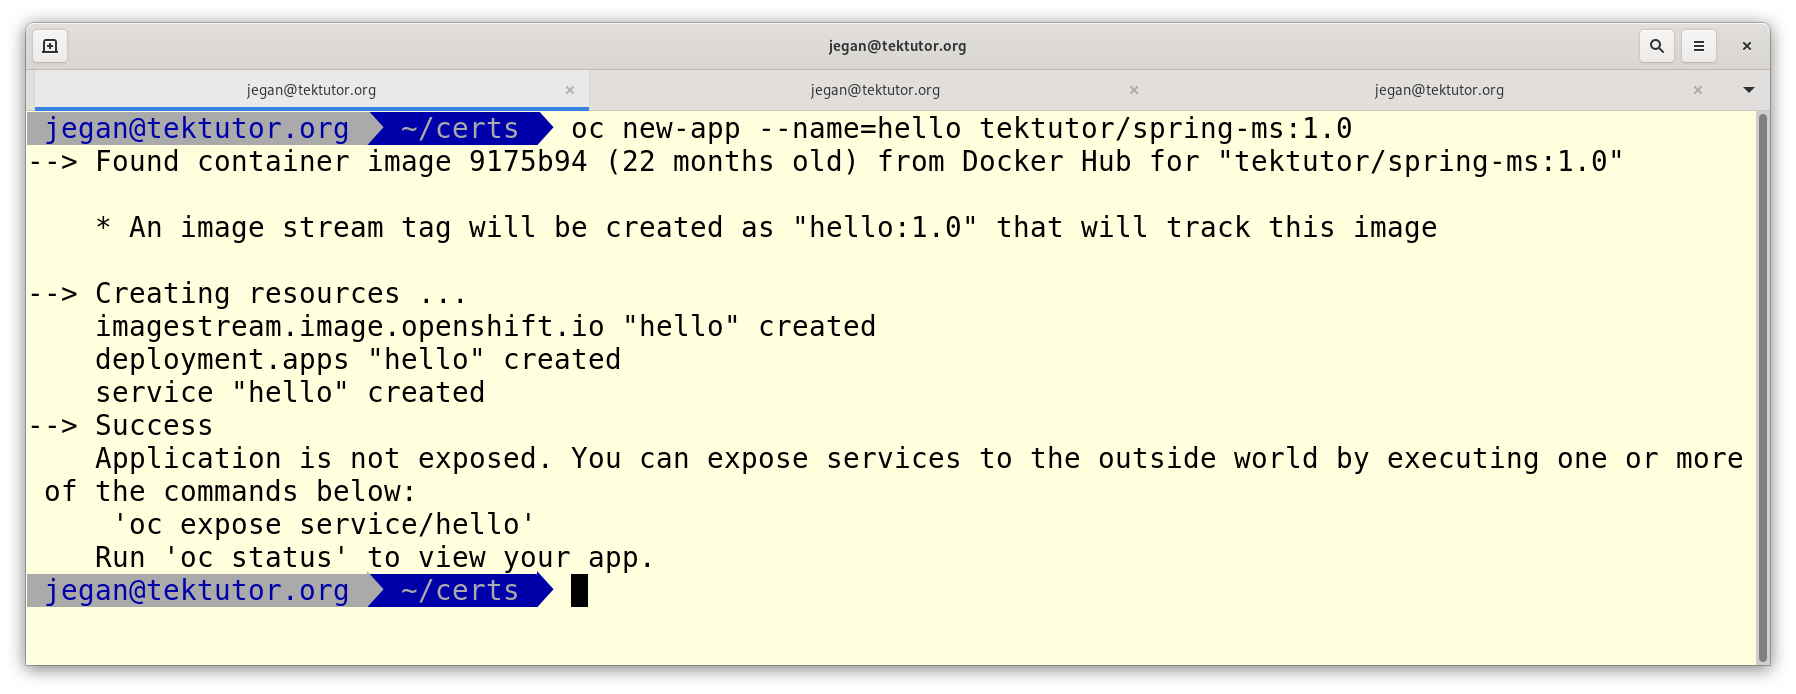 jegan@tektutor.org
jegan@tektutor.org jegan@tektutor.org jegan@tektutor.org
jegan@tektutor.org ~/certs oc new-app --name=hello tektutor/spring-ms:1.0
--> Found container image 9175b94 (22 months old) from Docker Hub for "tektutor/spring-ms:1.0"
* An image stream tag will be created as "hello:1.0" that will track this image
--> Creating resources ...
imagestream.image.openshift.io "hello" created
deployment.apps "hello" created
service "hello" created
--> Success
Application is not exposed. You can expose services to the outside world by executing one or more
of the commands below:
'oc expose service/hello'
Run 'oc status' to view your app.
jegan@tektutor.org ~/certs